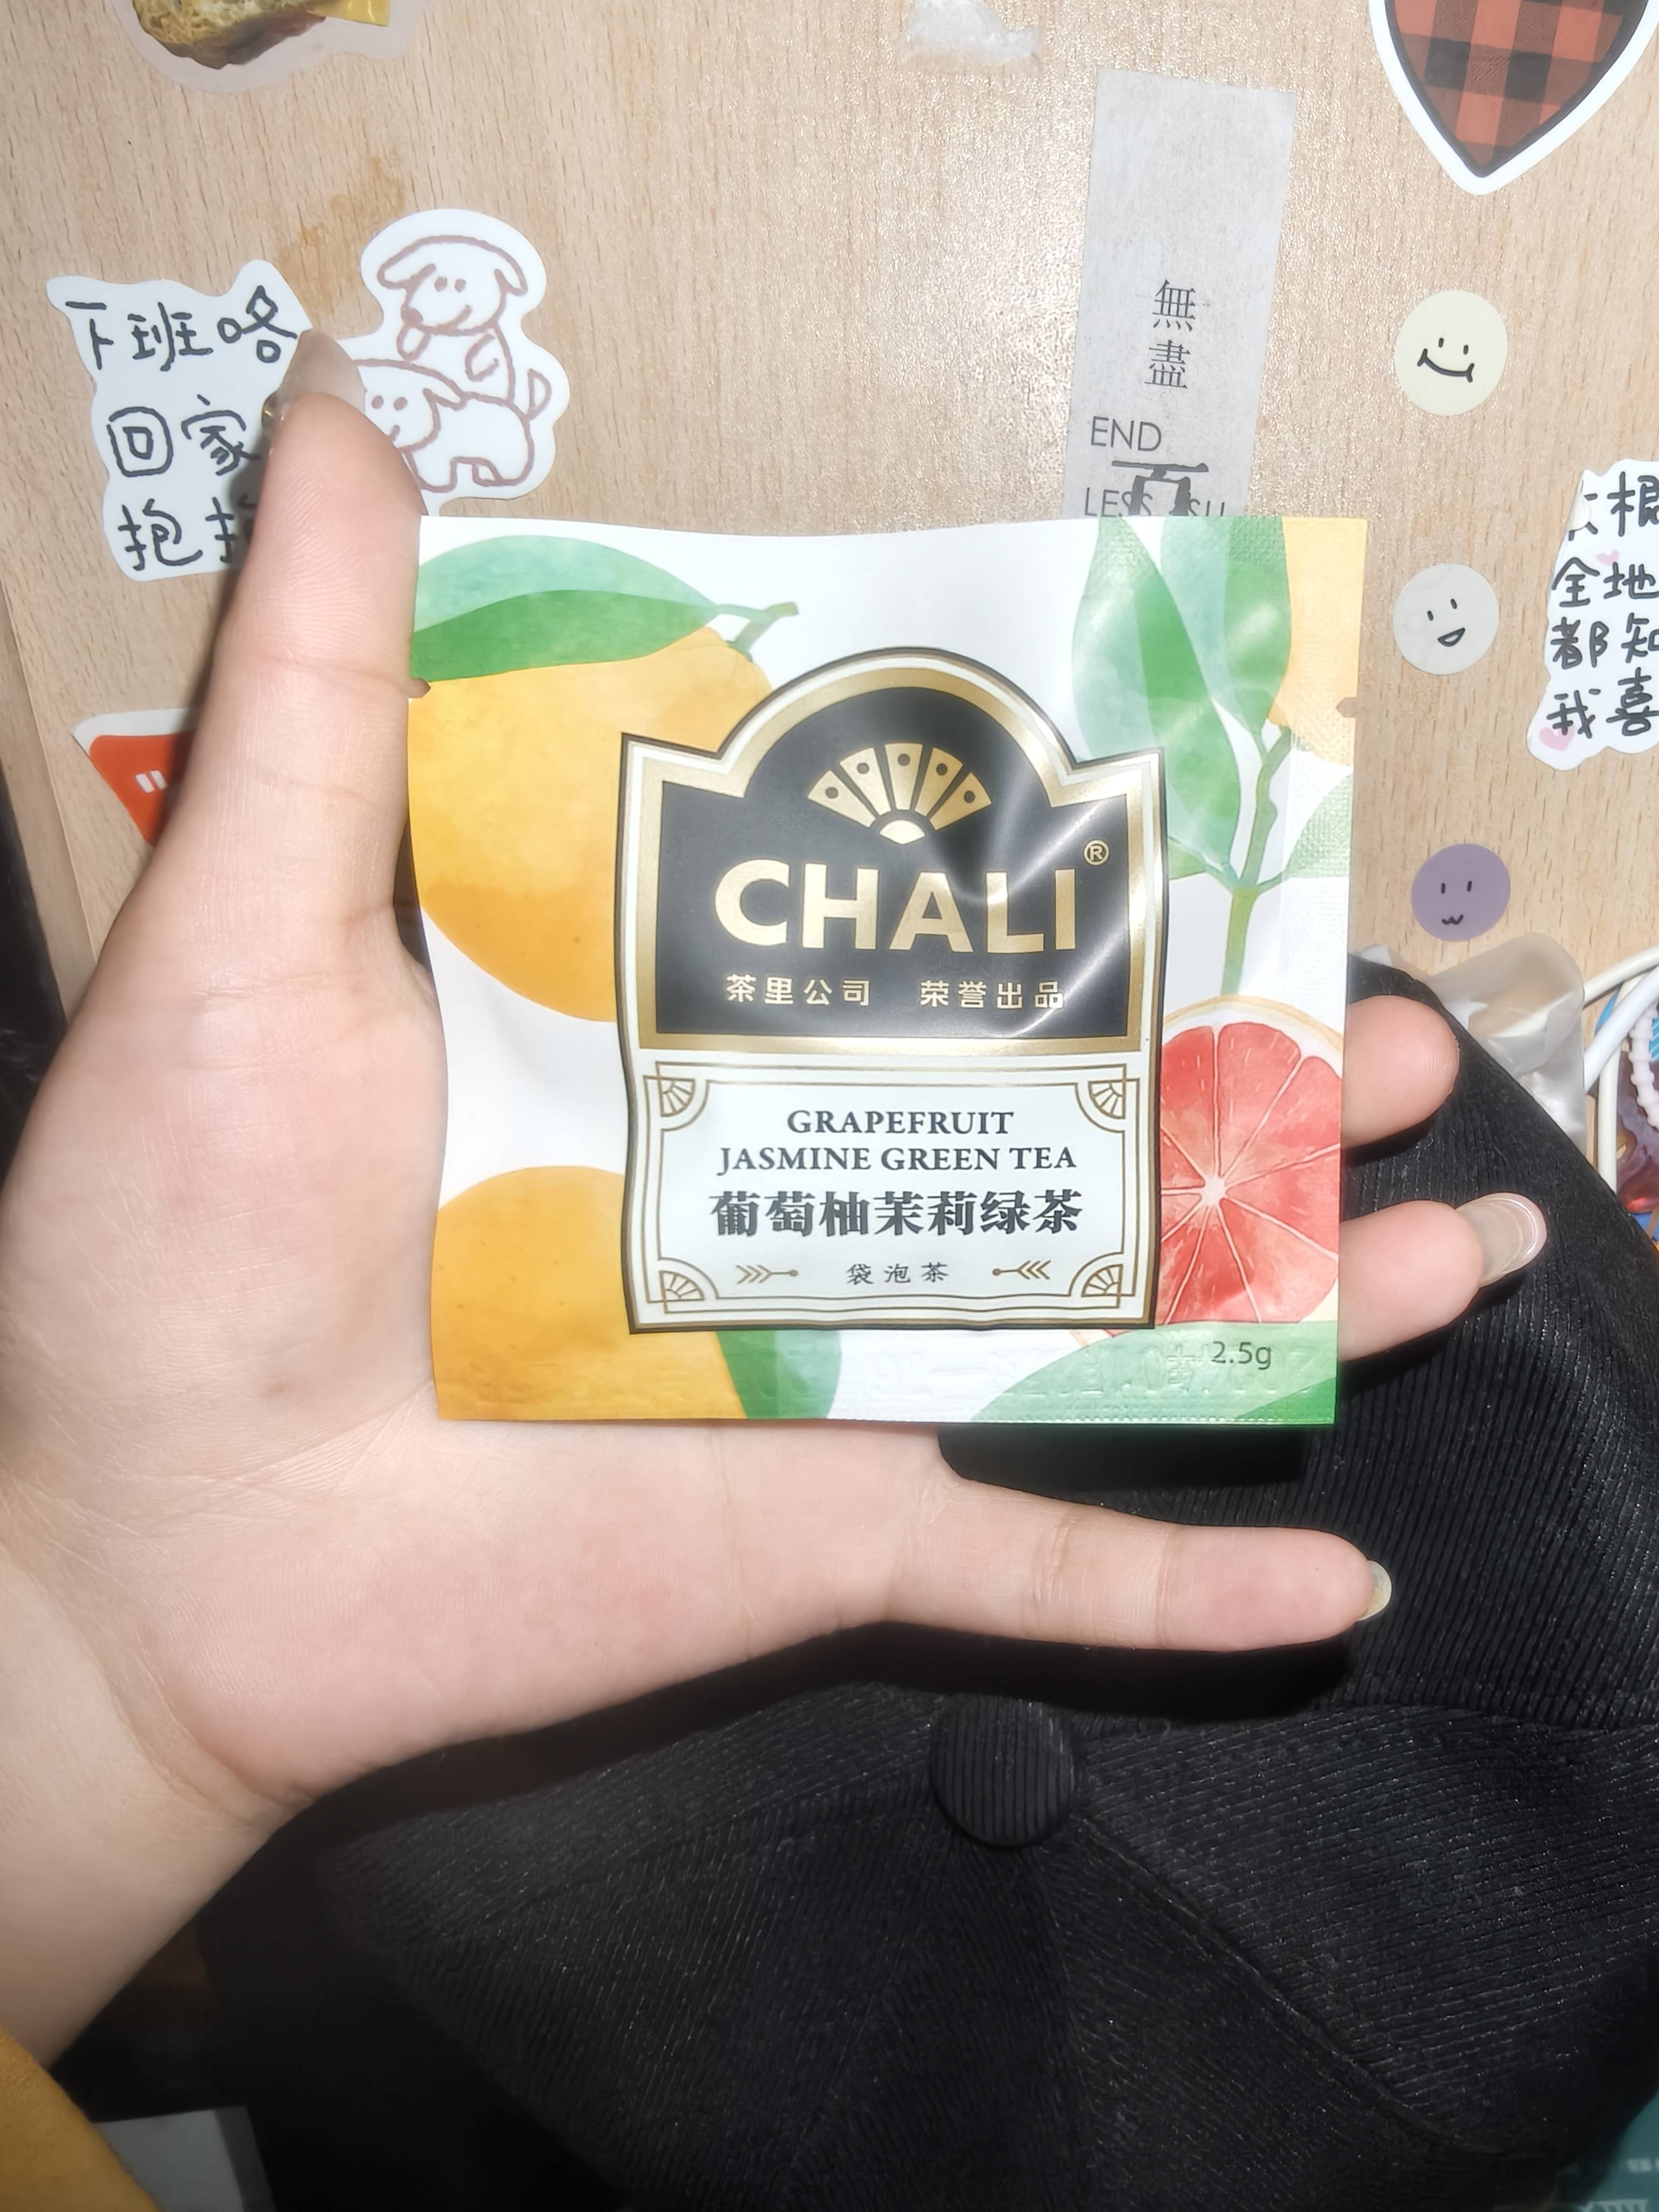 下班咯
回家
抱
無
盡
END
LESS
CHALI®
茶里公司 荣誉出品
GRAPEFRUIT
JASMINE GREEN TEA
葡萄柚茉莉绿茶
袋泡茶
2.5g
全地
都知
我喜